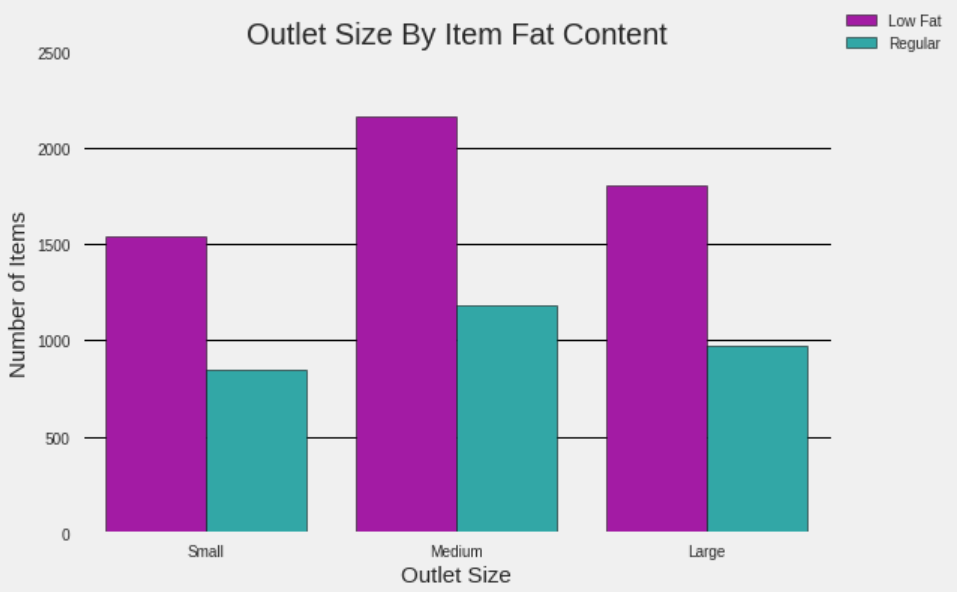 Outlet Size By Item Fat Content
Low Fat
Regular
Number of Items
2500
2000
1500
1000
500
0
Small
Medium
Large
Outlet Size